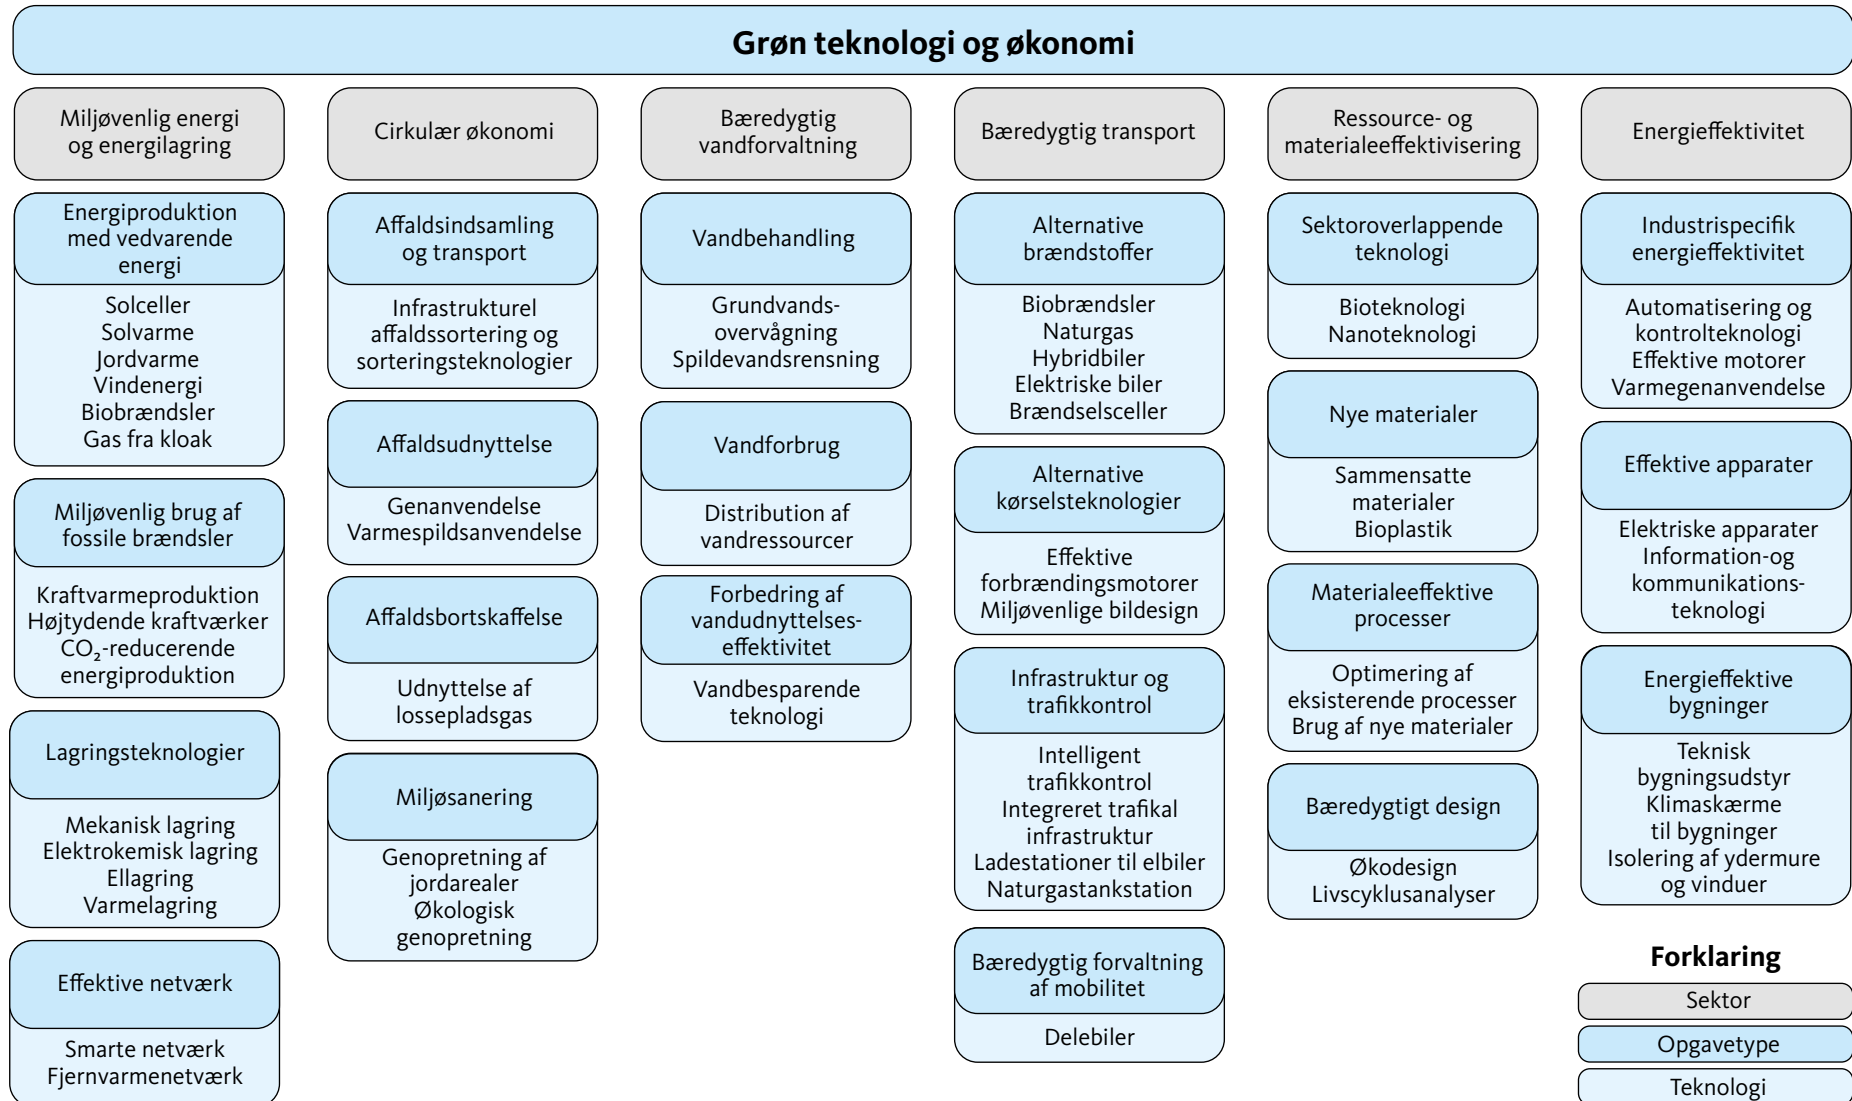 Grøn teknologi og økonomi
Miljøvenlig energi
og energilagring
Energiproduktion
med vedvarende
energi
Solceller
Solvarme
Jordvarme
Vindenergi
Biobrændsler
Gas fra kloak
Miljøvenlig brug af
fossile brændsler
Kraftvarmeproduktion
Højtydende kraftværker
CO₂-reducerende
energiproduktion
Lagringsteknologier
Mekanisk lagring
Elektrokemisk lagring
Ellagring
Varmelagring
Effektive netværk
Smarte netværk
Fjernvarmenetværk
Cirkulær økonomi
Affaldsindsamling
og transport
Infrastrukturel
affaldssortering og
sorteringsteknologier
Affaldsudnyttelse
Genanvendelse
Varmespildsanvendelse
Affaldsbortskaffelse
Udnyttelse af
lossepladsgas
Miljøsanering
Genopretning af
jordarealer
Økologisk
genopretning
Bæredygtig
vandforvaltning
Vandbehandling
Grundvands-
overvågning
Spildevandsrensning
Vandforbrug
Distribution af
vandressourcer
Forbedring af
vandudnyttelses-
effektivitet
Vandbesparende
teknologi
Bæredygtig transport
Alternative
brændstoffer
Biobrændsler
Naturgas
Hybridbiler
Elektriske biler
Brændselsceller
Alternative
kørselsteknologier
Effektive
forbrændingsmotorer
Miljøvenlige bildesign
Infrastruktur og
trafikkontrol
Intelligent
trafikkontrol
Integreret trafikal
infrastruktur
Ladestationer til elbiler
Naturgastankstation
Bæredygtig forvaltning
af mobilitet
Delebiler
Ressource- og
materialeeffektivisering
Sektoroverlappende
teknologi
Bioteknologi
Nanoteknologi
Nye materialer
Sammensatte
materialer
Bioplastik
Materialeeffektive
processer
Optimering af
eksisterende processer
Brug af nye materialer
Bæredygtigt design
Økodesign
Livscyklusanalyser
Energieffektivitet
Industrispecifik
energieffektivitet
Automatisering og
kontrolteknologi
Effektive motorer
Varmegenanvendelse
Effektive apparater
Elektriske apparater
Information-og
kommunikations-
teknologi
Energieffektive
bygninger
Teknisk
bygningsudstyr
Klimaskærme
til bygninger
Isolering af ydermure
og vinduer
Forklaring
Sektor
Opgavetype
Teknologi